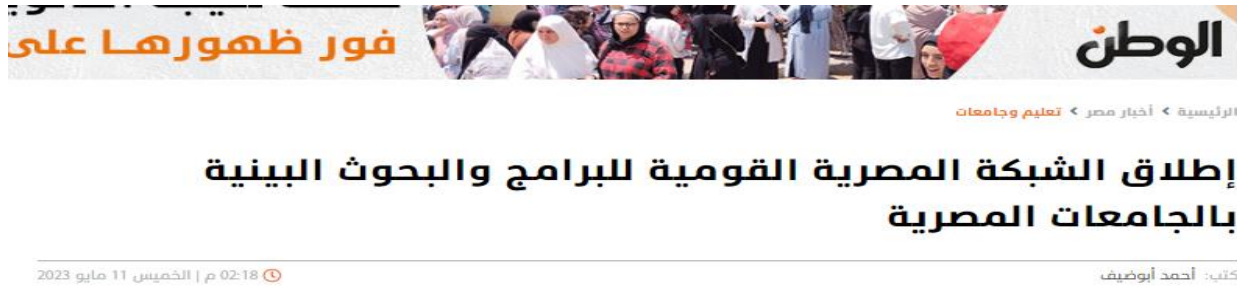 الوطن
فور ظهورها على
الرئيسية > أخبار مصر > تعليم وجامعات
إطلاق الشبكة المصرية القومية للبرامج والبحوث البينية
بالجامعات المصرية
كتب: أحمد أبوضيف
02:18 م | الخميس 11 مايو 2023